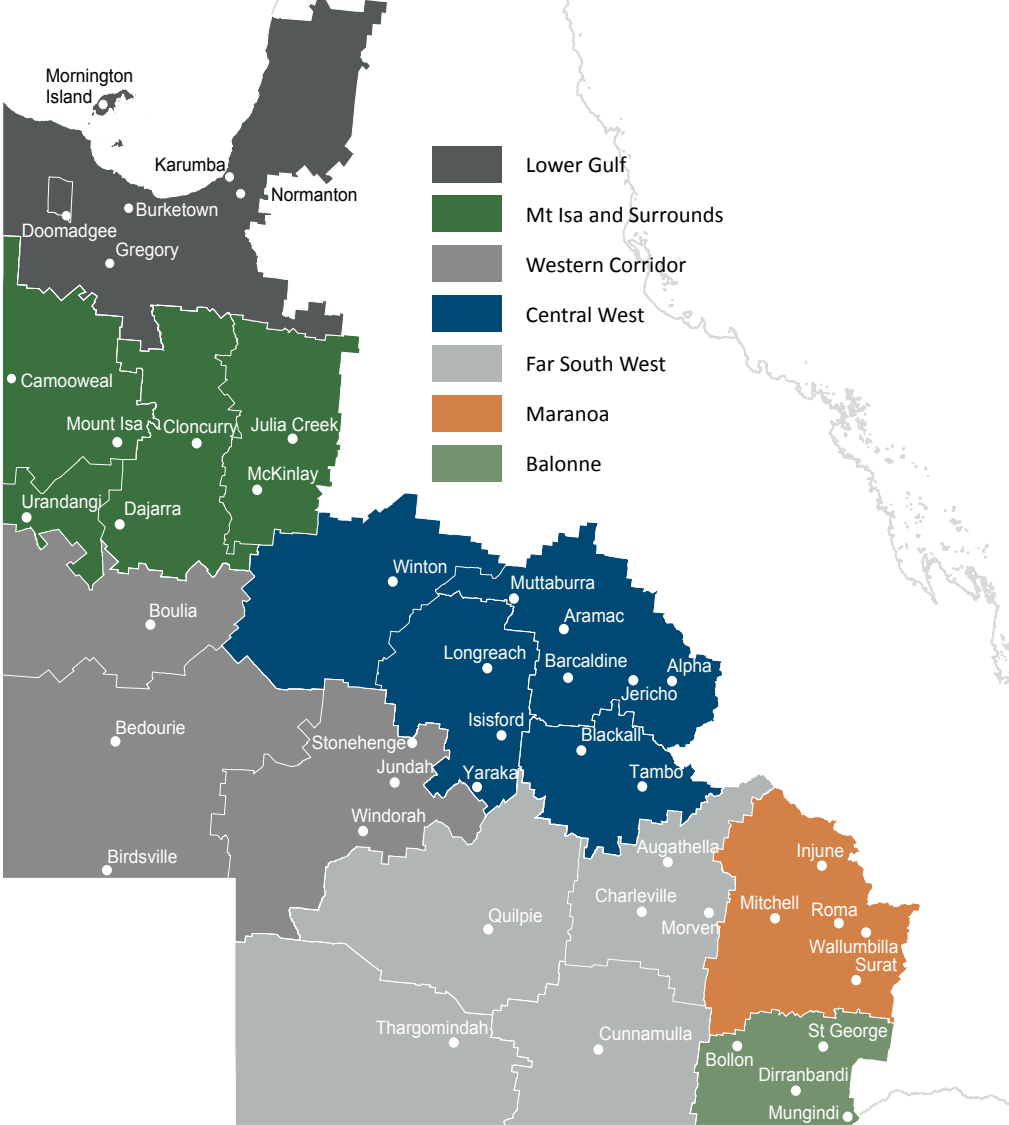 Mornington
Island
Karumba
Normanton
Burketown
Doomadgee
Gregory
Lower Gulf
Mt Isa and Surrounds
Western Corridor
Central West
Far South West
Maranoa
Balonne
Camooweal
Mount Isa
Cloncurry
Julia Creek
McKinlay
Urandangi
Dajarra
Winton
Muttaburra
Boulia
Aramac
Longreach
Barcaldine
Alpha
Jericho
Isisford
Bedourie
Stonehenge
Blackall
Jundah
Yaraka
Tambo
Windorah
Birdsville
Augathella
Injune
Charleville
Mitchell
Roma
Quilpie
Morven
Wallumbilla
Surat
Thargomindah
Cunnamulla
St George
Bollon
Dirranbandi
Mungindi